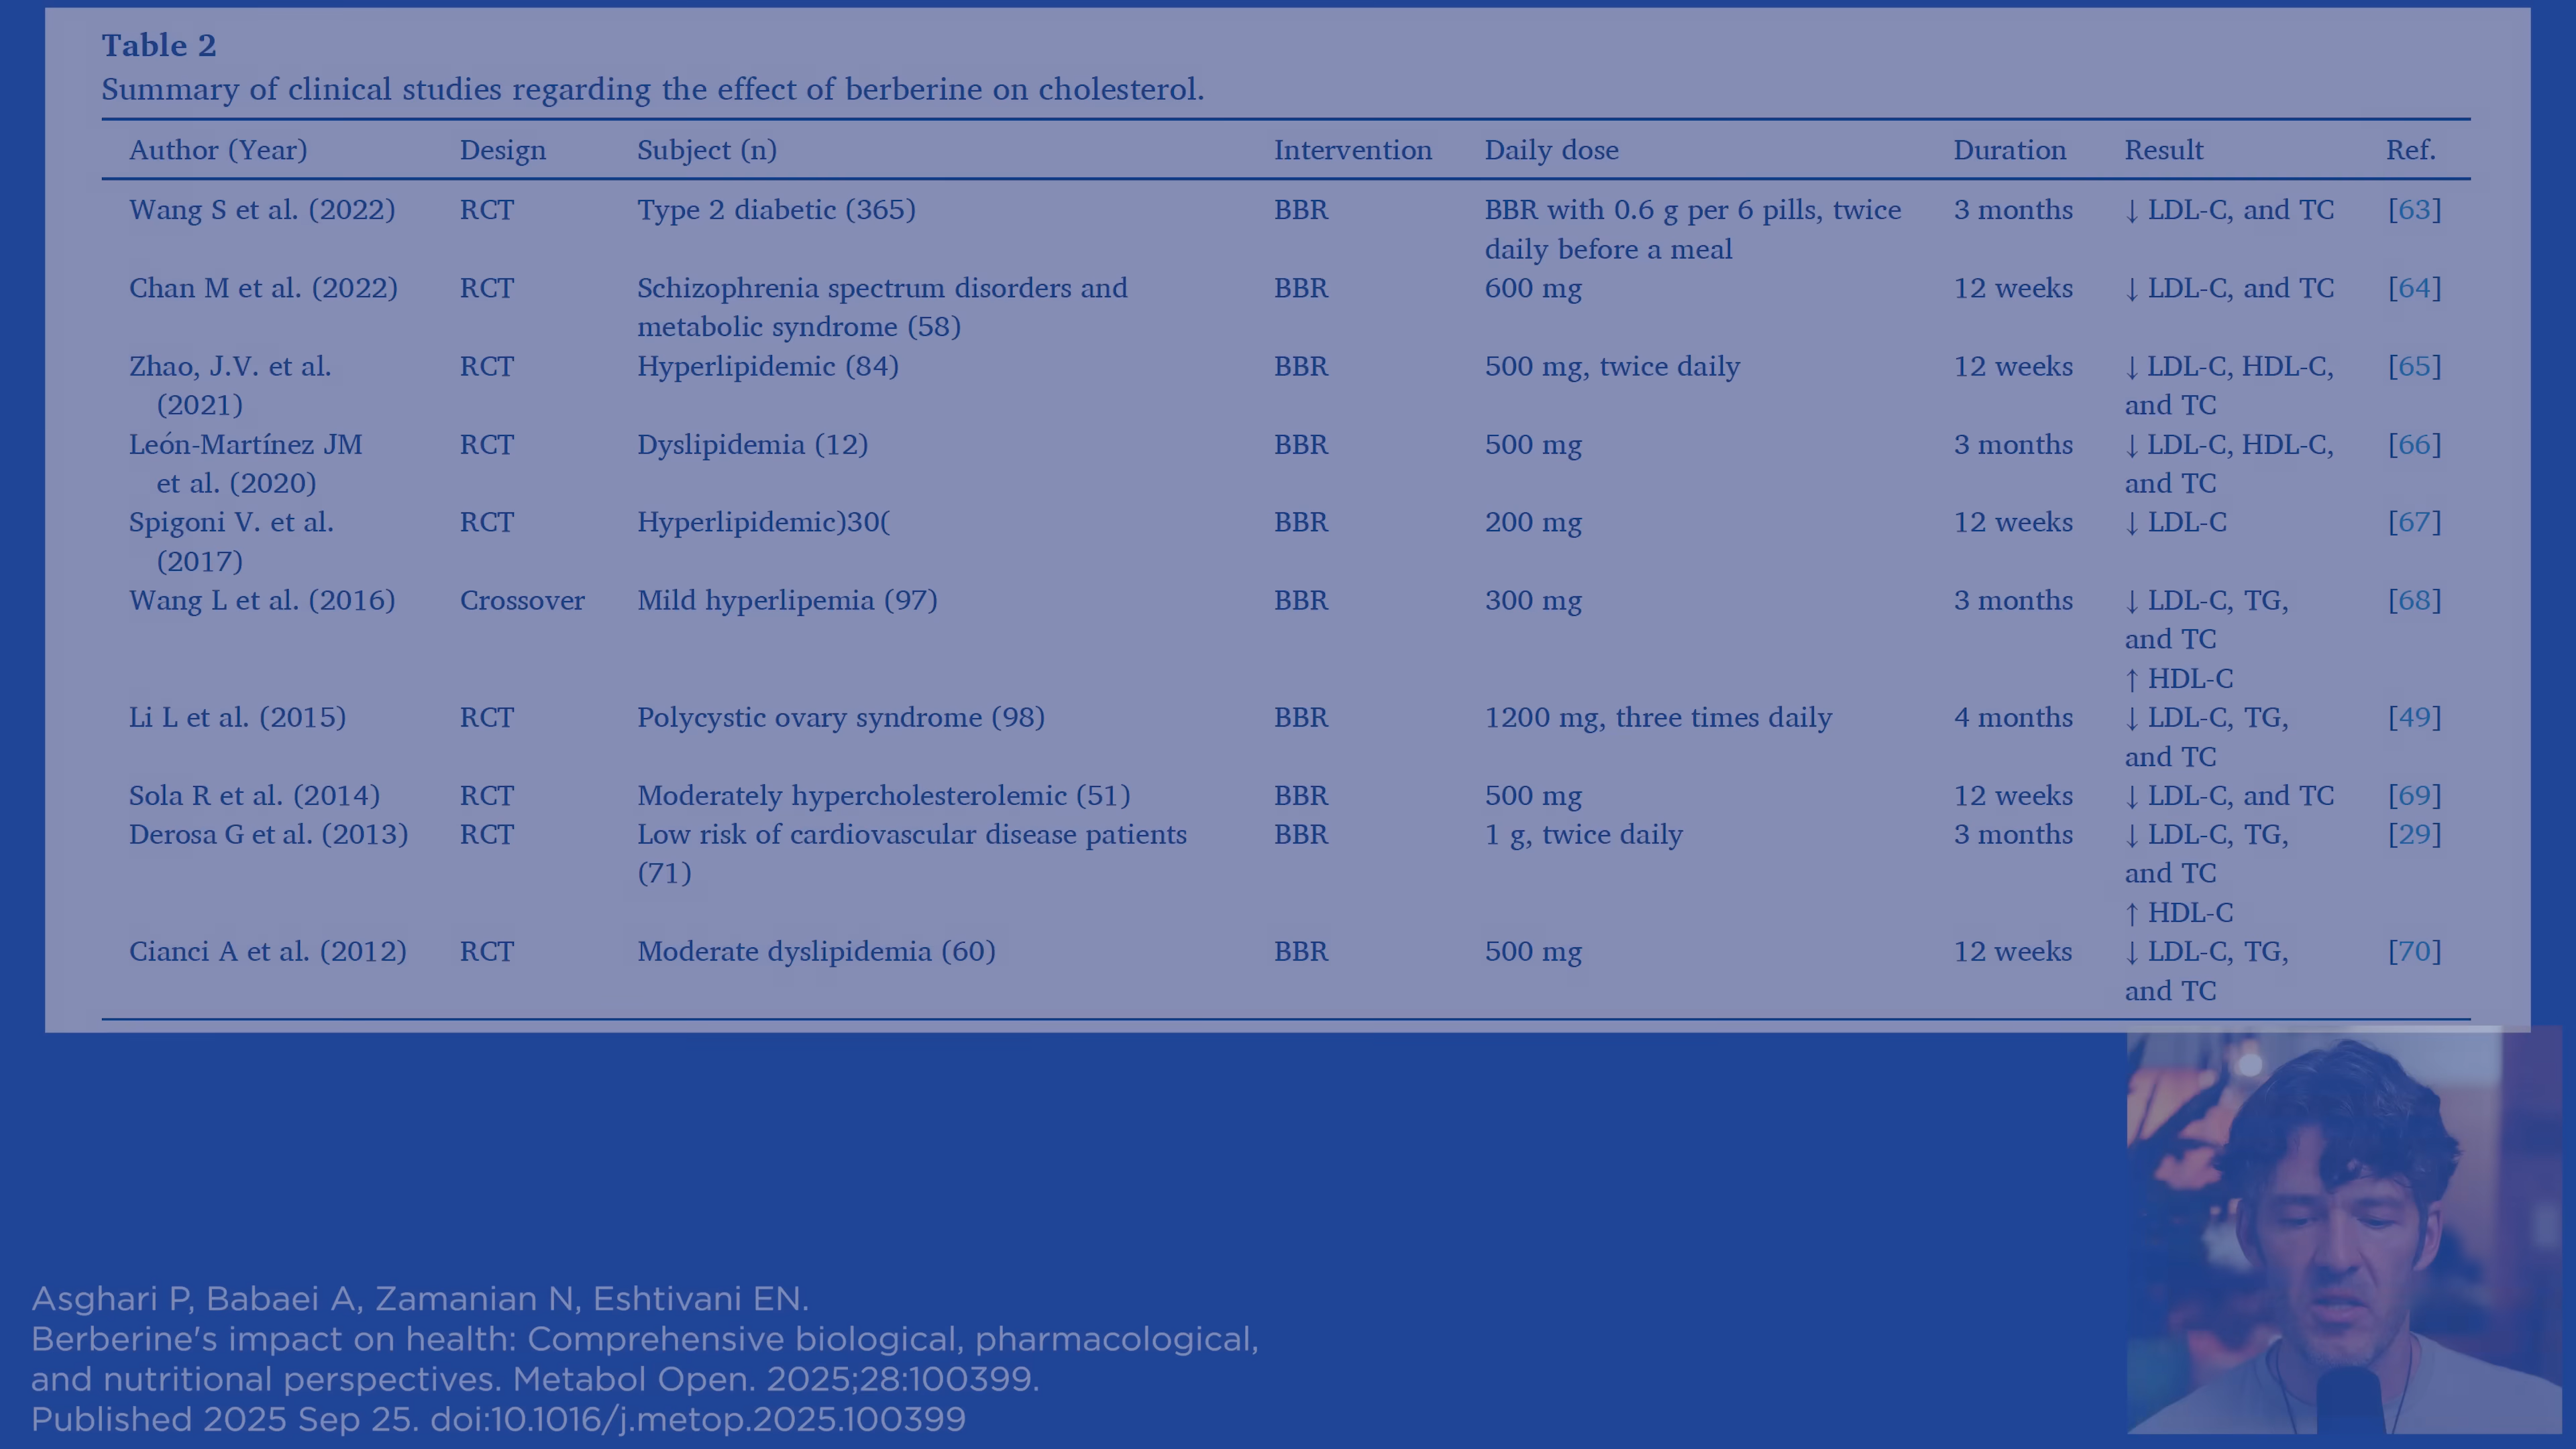 Table 2
Summary of clinical studies regarding the effect of berberine on cholesterol.
Author (Year) Design Subject (n) Intervention Daily dose Duration Result Ref.
Wang S et al. (2022) RCT Type 2 diabetic (365) BBR BBR with 0.6 g per 6 pills, twice 3 months ↓ LDL-C, and TC [63]
daily before a meal
Chan M et al. (2022) RCT Schizophrenia spectrum disorders and BBR 600 mg 12 weeks ↓ LDL-C, and TC [64]
metabolic syndrome (58)
Zhao, J.V. et al. RCT Hyperlipidemic (84) BBR 500 mg, twice daily 12 weeks ↓ LDL-C, HDL-C, [65]
(2021) and TC
León-Martínez JM RCT Dyslipidemia (12) BBR 500 mg 3 months ↓ LDL-C, HDL-C, [66]
et al. (2020) and TC
Spigoni V. et al. RCT Hyperlipidemic)30( BBR 200 mg 12 weeks ↓ LDL-C [67]
(2017)
Wang L et al. (2016) Crossover Mild hyperlipemia (97) BBR 300 mg 3 months ↓ LDL-C, TG, [68]
and TC
↑ HDL-C
Li L et al. (2015) RCT Polycystic ovary syndrome (98) BBR 1200 mg, three times daily 4 months ↓ LDL-C, TG, [49]
and TC
Sola R et al. (2014) RCT Moderately hypercholesterolemic (51) BBR 500 mg 12 weeks ↓ LDL-C, and TC [69]
Derosa G et al. (2013) RCT Low risk of cardiovascular disease patients BBR 1 g, twice daily 3 months ↓ LDL-C, TG, [29]
(71) and TC
↑ HDL-C
Cianci A et al. (2012) RCT Moderate dyslipidemia (60) BBR 500 mg 12 weeks ↓ LDL-C, TG, [70]
and TC
Asghari P, Babaei A, Zamanian N, Eshtivani EN.
Berberine's impact on health: Comprehensive biological, pharmacological,
and nutritional perspectives. Metabol Open. 2025;28:100399.
Published 2025 Sep 25. doi:10.1016/j.metop.2025.100399